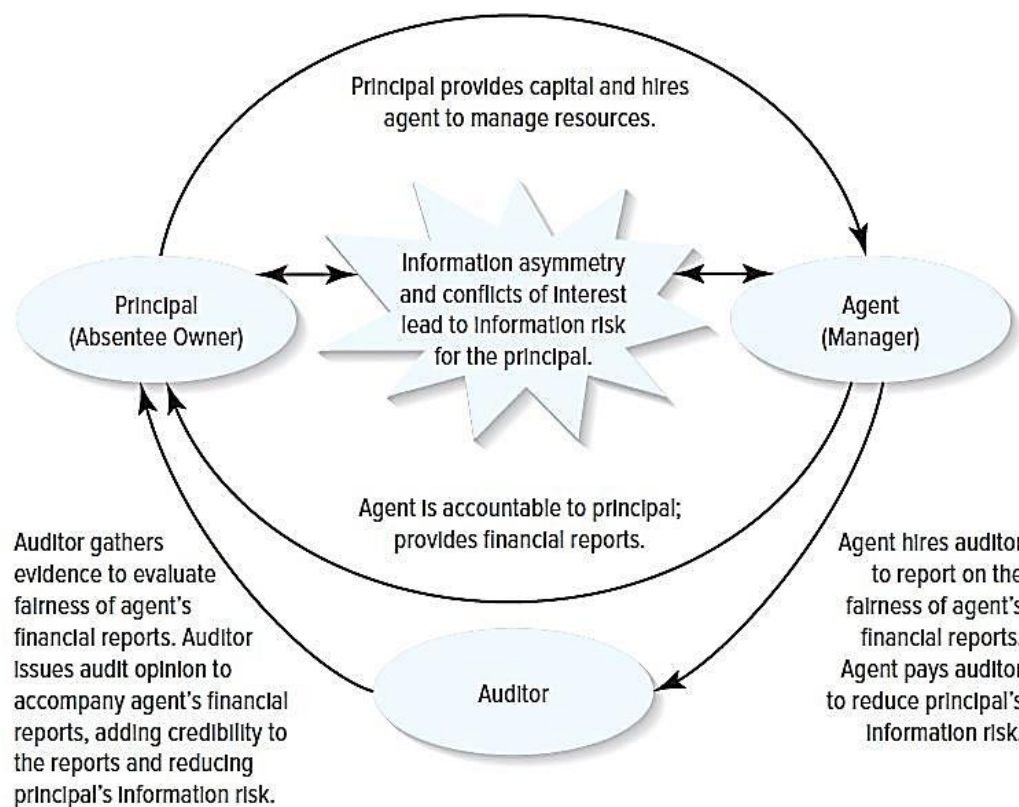 Principal provides capital and hires
agent to manage resources.
Information asymmetry
and conflicts of interest
lead to information risk
for the principal.
Principal
(Absentee Owner)
Agent
(Manager)
Agent is accountable to principal;
provides financial reports.
Auditor gathers
evidence to evaluate
fairness of agent's
financial reports. Auditor
issues audit opinion to
accompany agent's financial
reports, adding credibility to
the reports and reducing
principal's information risk.
Agent hires auditor
to report on the
fairness of agent's
financial reports.
Agent pays auditor
to reduce principal's
information risk.
Auditor